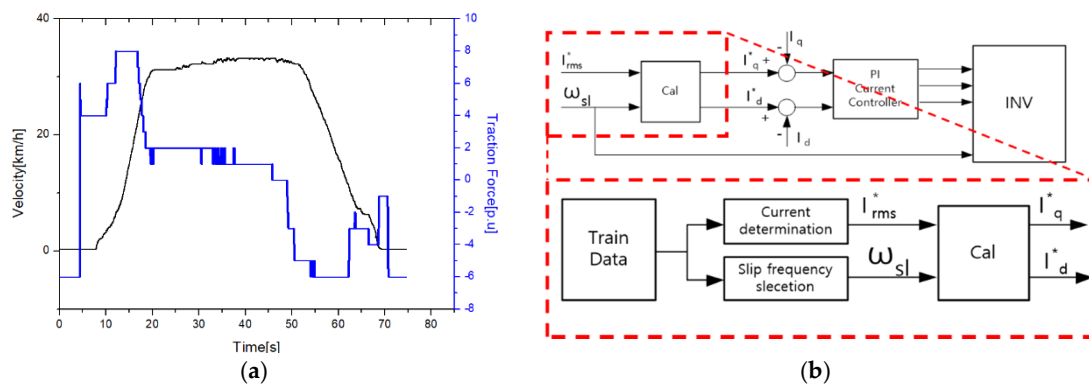 40
30
20
10
0
Velocity[km/h]
10
8
6
4
2
0
-2
-4
-6
-8
Traction Force[p.u]
0 10 20 30 40 50 60 70 80
Time[s]
(a)
I*rms
ωsl
Cal
I*q +
I*d
+
- Iq
- Id
PI
Current
Controller
INV
Train
Data
Current
determination
Slip frequency
slecetion
I*rms
ωsl
Cal
I*q
I*d
(b)